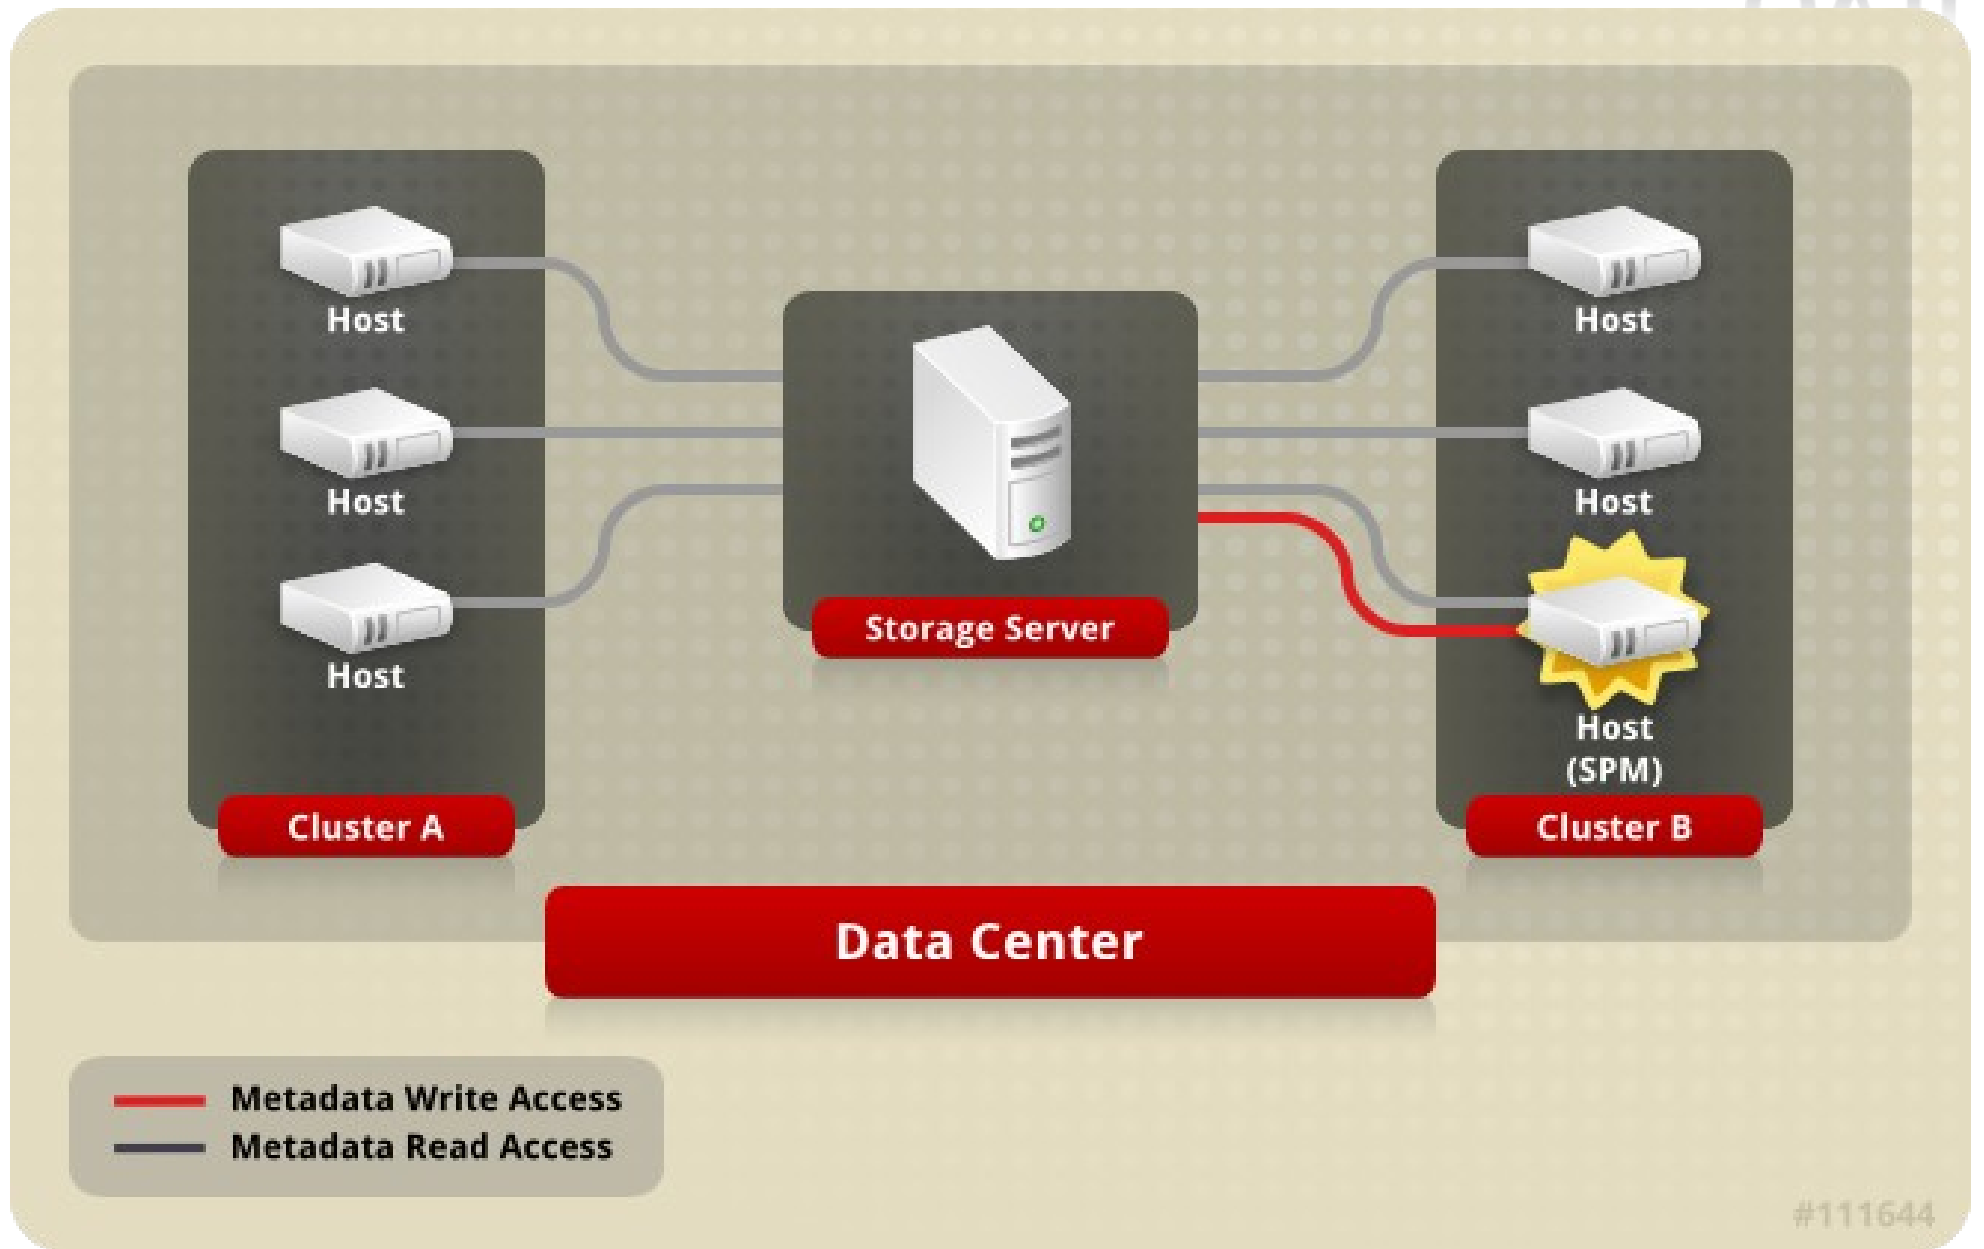 Host
Host
Host
Cluster A
Storage Server
Host
Host
Host
(SPM)
Cluster B
Data Center
Metadata Write Access
Metadata Read Access
#111644